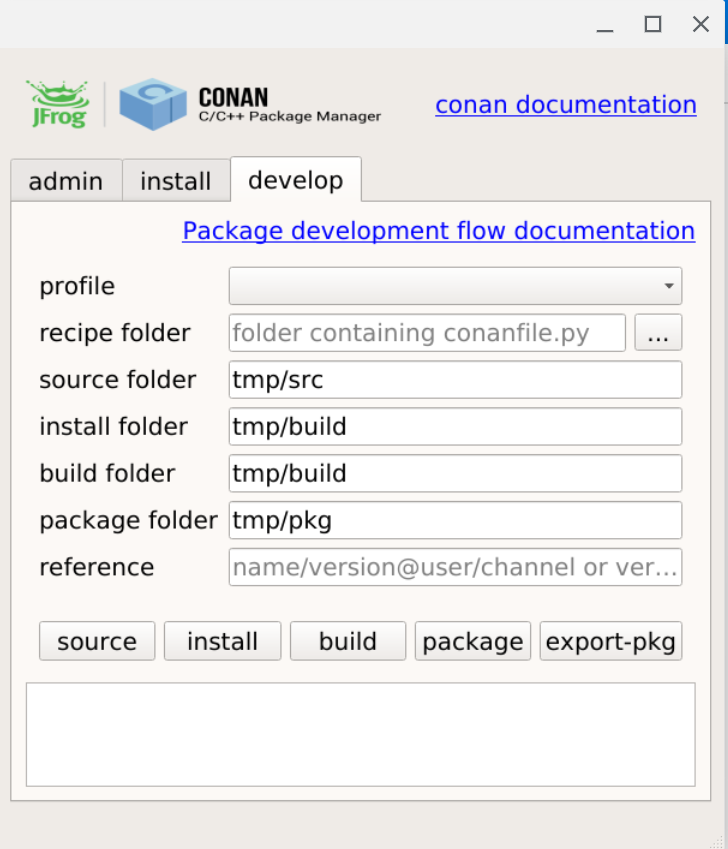 JFrog
CONAN
C/C++ Package Manager
conan documentation
admin install develop
Package development flow documentation
profile
recipe folder folder containing conanfile.py ...
source folder tmp/src
install folder tmp/build
build folder tmp/build
package folder tmp/pkg
reference name/version@user/channel or ver...
source install build package export-pkg